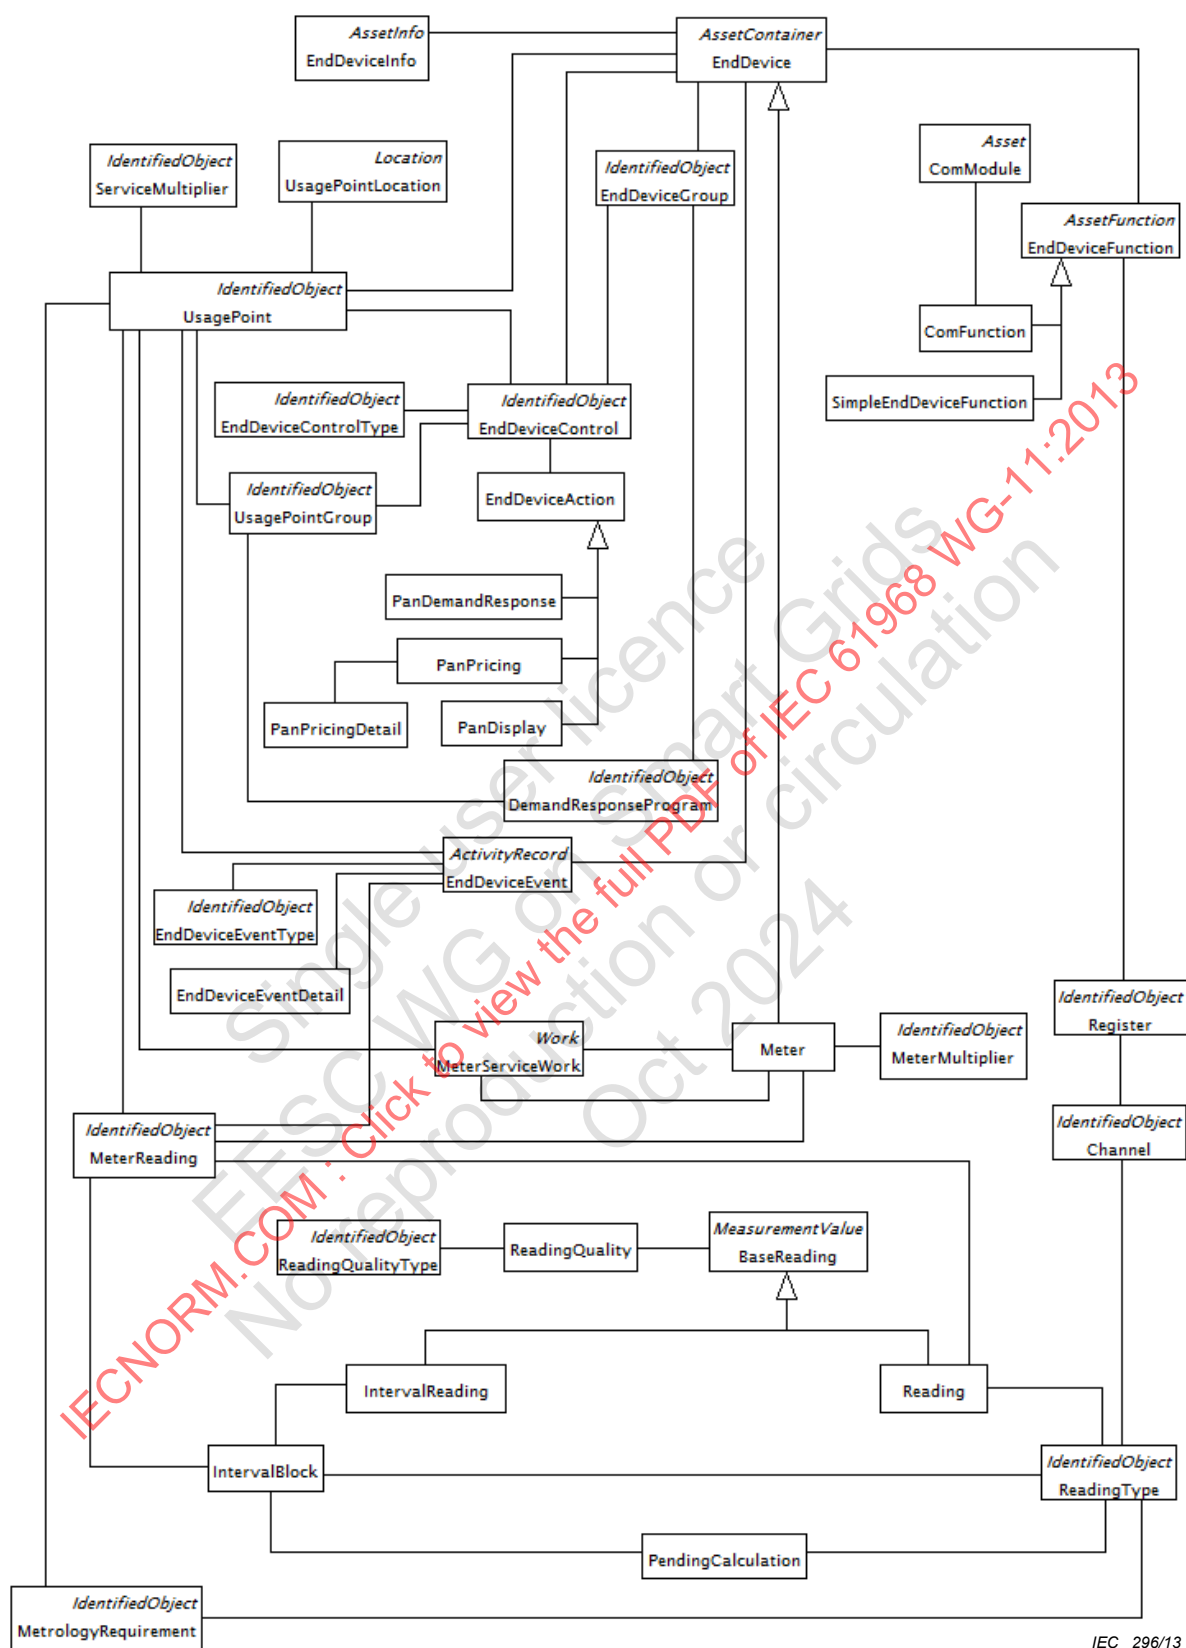 AssetInfo
EndDeviceInfo
AssetContainer
EndDevice
Asset
ComModule
IdentifiedObject
ServiceMultiplier
Location
UsagePointLocation
IdentifiedObject
EndDeviceGroup
AssetFunction
EndDeviceFunction
IdentifiedObject
UsagePoint
ComFunction
SimpleEndDeviceFunction
IdentifiedObject
EndDeviceControlType
IdentifiedObject
EndDeviceControl
IdentifiedObject
UsagePointGroup
EndDeviceAction
PanDemandResponse
PanPricing
PanPricingDetail
PanDisplay
IdentifiedObject
DemandResponseProgram
ActivityRecord
EndDeviceEvent
IdentifiedObject
EndDeviceEventType
EndDeviceEventDetail
Work
MeterServiceWork
Meter
IdentifiedObject
MeterMultiplier
IdentifiedObject
Register
IdentifiedObject
MeterReading
IdentifiedObject
Channel
IdentifiedObject
ReadingQualityType
ReadingQuality
MeasurementValue
BaseReading
IntervalReading
Reading
IntervalBlock
IdentifiedObject
ReadingType
PendingCalculation
IdentifiedObject
MetrologyRequirement
IEC 296/13
Single user licence
EESC WG on Smart Grids
No reproduction or circulation
Oct 2024
IECNORM.COM : Click to view the full PDF of IEC 61968 WG-11:2013